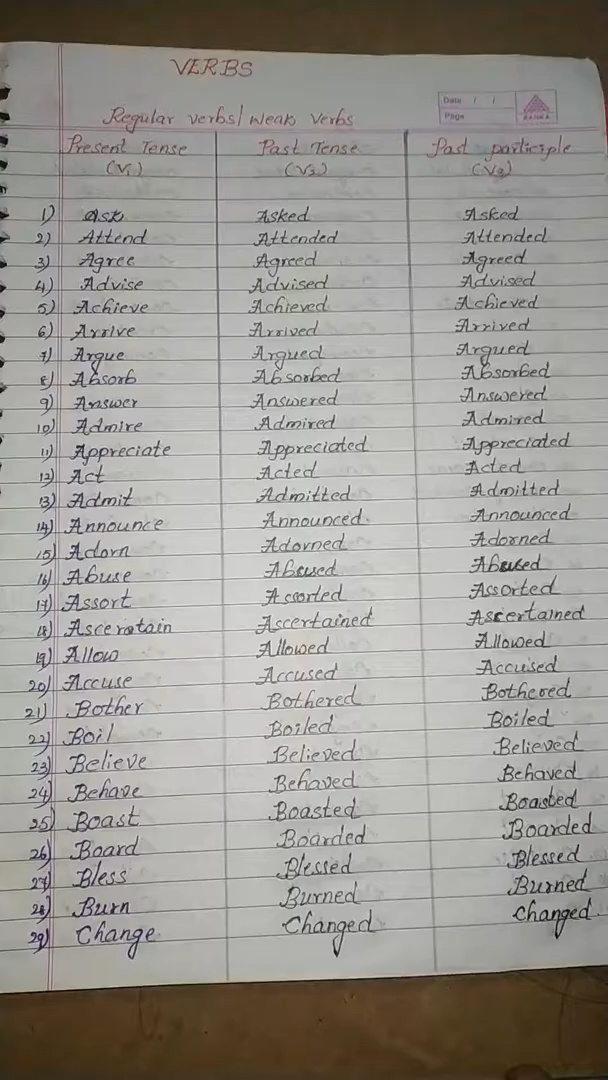 VERBS
Date / /
Page
RANKA
Regular verbs/weak verbs
Present Tense Past Tense Past participle
(V1) (V2) (V3)
1) Ask Asked Asked
2) Attend Attended Attended
3) Agree Agreed Agreed
4) Advise Advised Advised
5) Achieve Achieved Achieved
6) Arrive Arrived Arrived
7) Argue Argued Argued
8) Absorb Absorbed Absorbed
9) Answer Answered Answered
10) Admire Admired Admired
11) Appreciate Appreciated Appreciated
12) Act Acted Acted
13) Admit Admitted Admitted
14) Announce Announced. Announced
15) Adorn Adorned Adorned
16) Abuse Abused Abused
17) Assort Assorted Assorted
18) Asceratain Ascertained Ascertained
19) Allow Allowed Allowed
20) Accuse Accused Accused
21) Bother Bothered Bothered
22) Boil Boiled Boiled
23) Believe Believed Believed
24) Behave Behaved Behaved
25) Boast Boasted Boasted
26) Board Boarded Boarded
27) Bless Blessed Blessed
28) Burn Burned Burned
29) Change Changed Changed